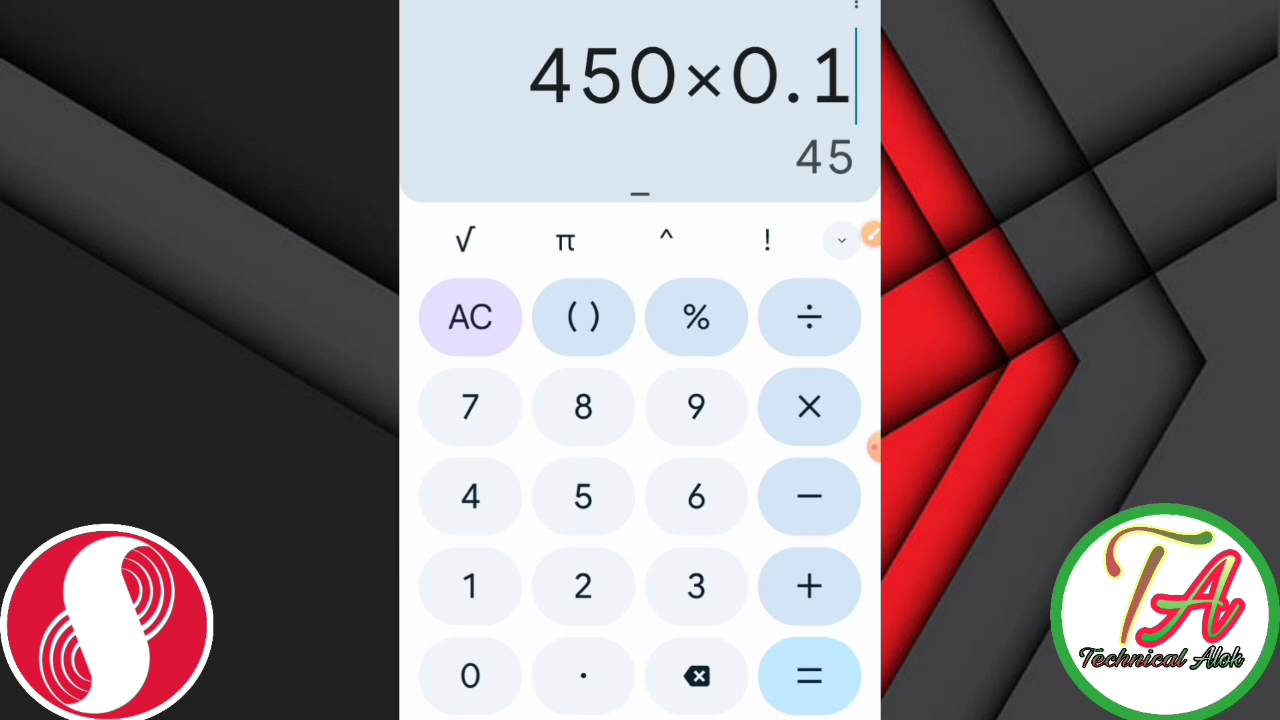 450×0.1
45
√ π ^ !
AC ( ) % ÷
7 8 9 ×
4 5 6 −
1 2 3 +
0 . =
TA
Technical Alok